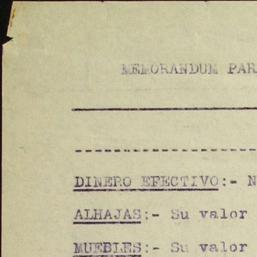 MEMORANDUM PAR
DINERO EFECTIVO:- N
ALHAJAS:- Su valor
MUEBLES:- Su valor